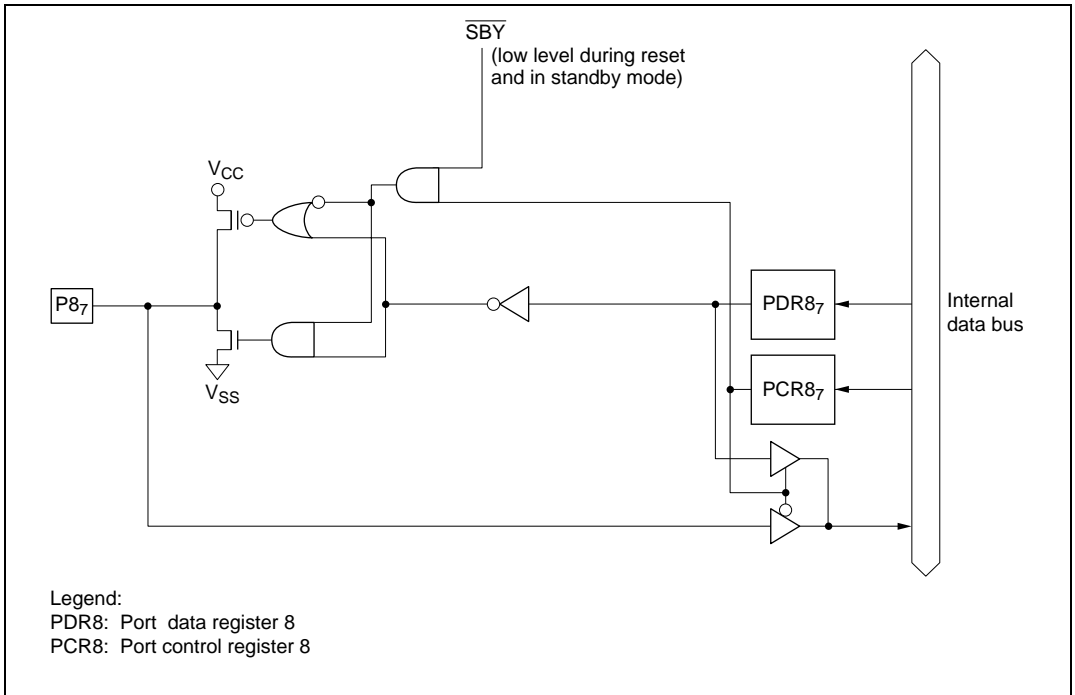 SBY
(low level during reset
and in standby mode)
VCC
P87
VSS
PDR87
PCR87
Internal
data bus
Legend:
PDR8: Port data register 8
PCR8: Port control register 8